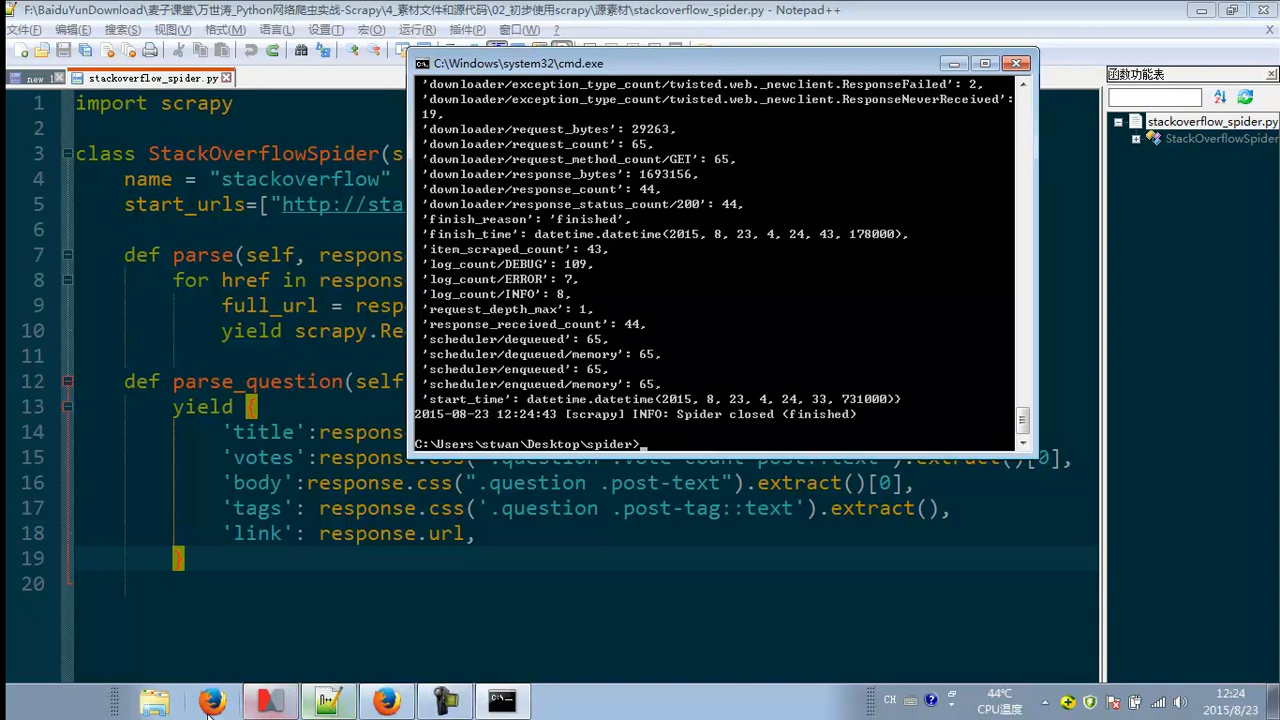 F:\BaiduYunDownload\麦子课堂\万世涛_Python网络爬虫实战-Scrapy\4_素材文件和源代码\02_初步使用scrapy\源素材\stackoverflow_spider.py - Notepad++
文件(F) 编辑(E) 搜索(S) 视图(V) 格式(M) 语言(L) 设置(T) 宏(O) 运行(R) 插件(P) 窗口(W) ?
X
new 1
stackoverflow_spider.py
函数功能表
C:\Windows\system32\cmd.exe
'downloader/exception_type_count/twisted.web._newclient.ResponseFailed': 2,
'downloader/exception_type_count/twisted.web._newclient.ResponseNeverReceived':
19,
'downloader/request_bytes': 29263,
'downloader/request_count': 65,
'downloader/request_method_count/GET': 65,
'downloader/response_bytes': 1693156,
'downloader/response_count': 44,
'downloader/response_status_count/200': 44,
'finish_reason': 'finished',
'finish_time': datetime.datetime(2015, 8, 23, 4, 24, 43, 178000),
'item_scraped_count': 43,
'log_count/DEBUG': 109,
'log_count/ERROR': 7,
'log_count/INFO': 8,
'request_depth_max': 1,
'response_received_count': 44,
'scheduler/dequeued': 65,
'scheduler/dequeued/memory': 65,
'scheduler/enqueued': 65,
'scheduler/enqueued/memory': 65,
'start_time': datetime.datetime(2015, 8, 23, 4, 24, 33, 731000)}
2015-08-23 12:24:43 [scrapy] INFO: Spider closed (finished)
C:\Users\stwan\Desktop\spider>_
1 import scrapy
2
3 class StackOverflowSpider(s
4 name = "stackoverflow"
5 start_urls=["http://sta
6
7 def parse(self, respons
8 for href in respons
9 full_url = resp
10 yield scrapy.Re
11
12 def parse_question(self
13 yield {
14 'title':respons
15 'votes':response.css(".question .vote-count-post::text").extract()[0],
16 'body':response.css(".question .post-text").extract()[0],
17 'tags': response.css('.question .post-tag::text').extract(),
18 'link': response.url,
19 }
20
stackoverflow_spider.py
StackOverflowSpider
CH
44℃
CPU温度
12:24
2015/8/23